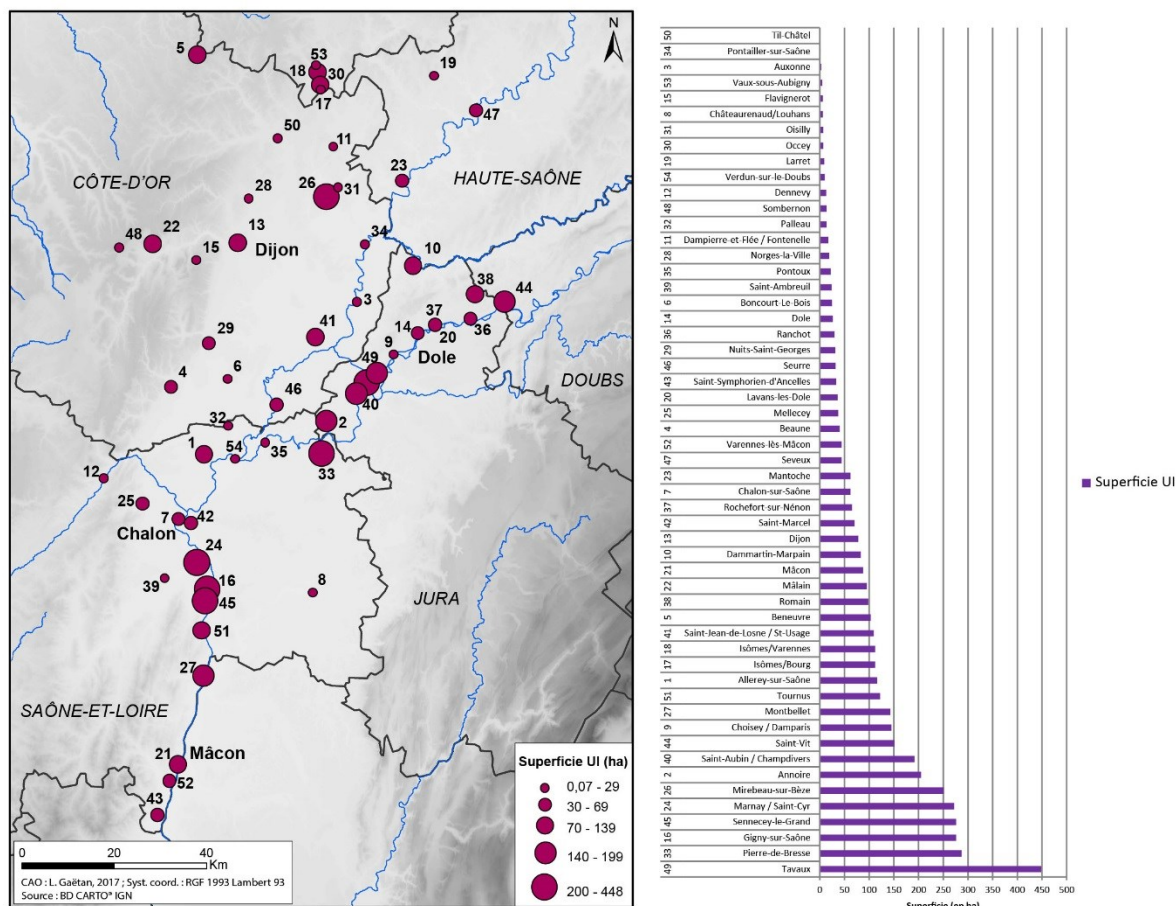 N
5
53
18
30
17
19
47
50
11
CÔTE-D'OR
HAUTE-SAÔNE
23
26
31
28
48
22
13
15
Dijon
34
10
38
44
3
37
36
14
20
41
Dole
9
29
49
DOUBS
6
4
40
46
2
32
1
54
35
33
12
25
7
42
Chalon
24
39
16
8
45
JURA
51
27
SAÔNE-ET-LOIRE
21
Mâcon
52
43
Superficie UI (ha)
0,07 - 29
30 - 69
70 - 139
140 - 199
200 - 448
0 20 40
Km
CAO : L. Gaëtan, 2017 ; Syst. coord. : RGF 1993 Lambert 93
Source : BD CARTOª IGN
50 Til-Châtel
34 Pontailler-sur-Saône
3 Auxonne
53 Vaux-sous-Aubigny
15 Flavignerot
8 Châteaurenaud/Louhans
31 Oisilly
30 Occey
19 Larret
54 Verdun-sur-le-Doubs
12 Dennevy
48 Sombernon
32 Palleau
11 Dampierre-et-Flée / Fontenelle
28 Norges-la-Ville
35 Pontoux
39 Saint-Ambreuil
6 Boncourt-Le-Bois
14 Dole
36 Ranchot
29 Nuits-Saint-Georges
46 Seurre
43 Saint-Symphorien-d'Ancelles
20 Lavans-les-Dole
25 Mellecey
4 Beaune
52 Varennes-lès-Mâcon
47 Seveux
23 Mantoche
7 Chalon-sur-Saône
37 Rochefort-sur-Nénon
42 Saint-Marcel
13 Dijon
10 Dammartin-Marpain
21 Mâcon
22 Mâlain
38 Romain
5 Beneuvre
41 Saint-Jean-de-Losne / St-Usage
18 Isômes/Varennes
17 Isômes/Bourg
1 Allerey-sur-Saône
51 Tournus
27 Montbellet
9 Choisey / Damparis
44 Saint-Vit
40 Saint-Aubin / Champdivers
2 Annoire
26 Mirebeau-sur-Bèze
24 Marnay / Saint-Cyr
45 Sennecey-le-Grand
16 Gigny-sur-Saône
33 Pierre-de-Bresse
49 Tavaux
0 50 100 150 200 250 300 350 400 450 500
Superficie (en ha)
Superficie UI